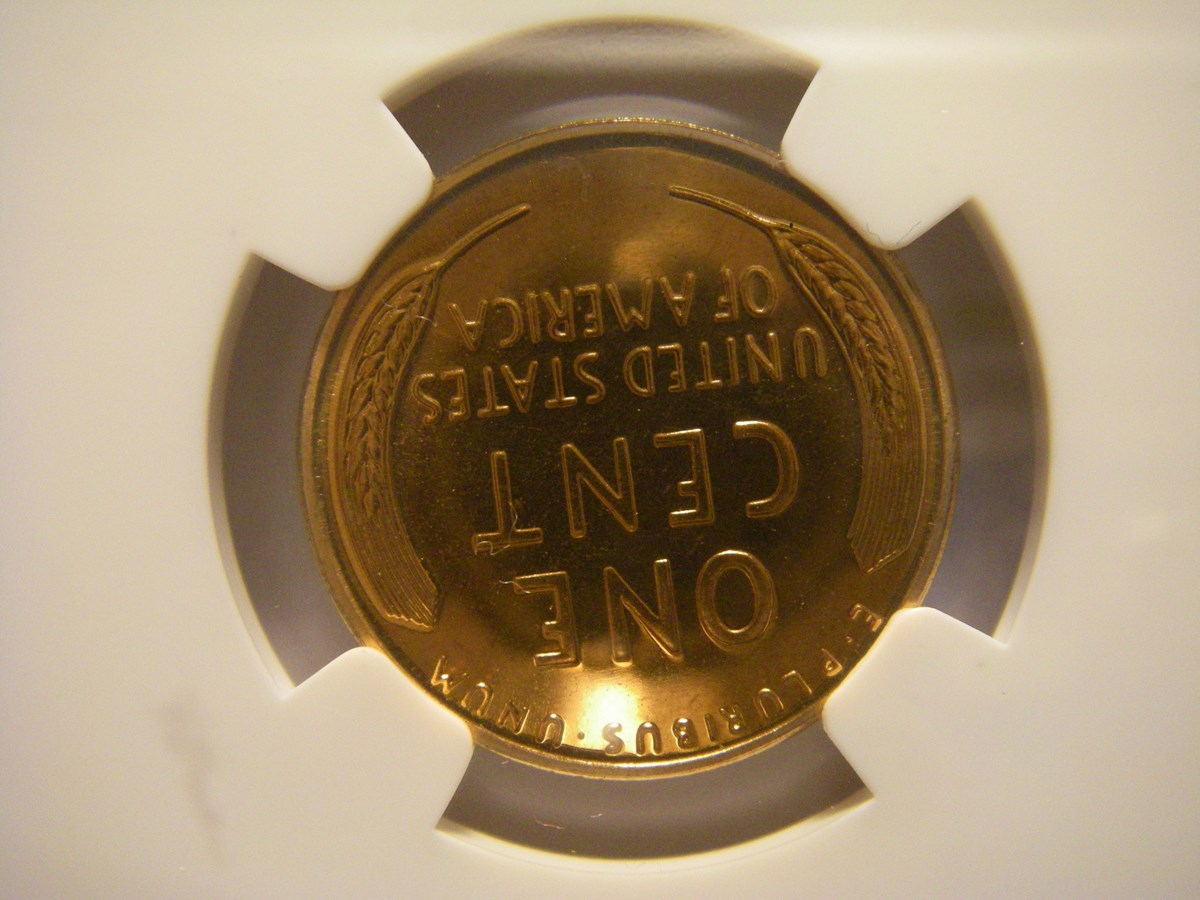 E·PLURIBUS·UNUM
ONE
CENT
UNITED STATES
OF AMERICA